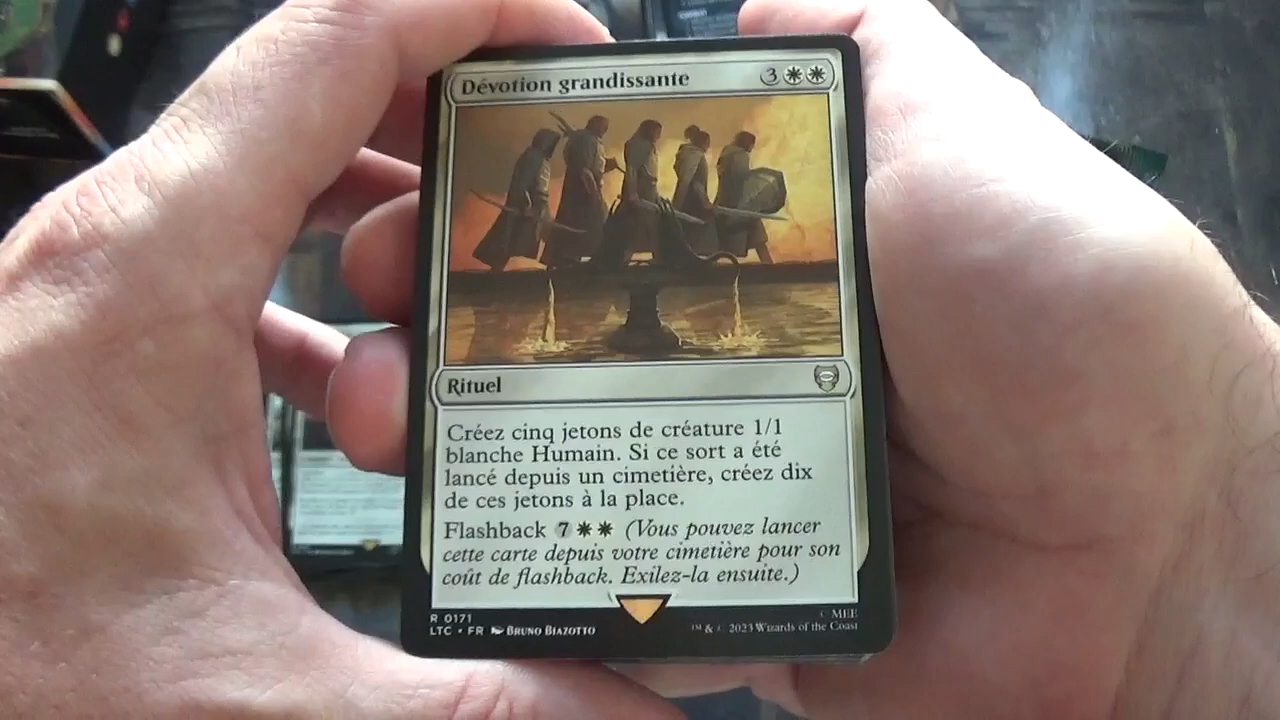 Dévotion grandissante 3
Rituel
Créez cinq jetons de créature 1/1
blanche Humain. Si ce sort a été
lancé depuis un cimetière, créez dix
de ces jetons à la place.
Flashback 7 (Vous pouvez lancer
cette carte depuis votre cimetière pour son
coût de flashback. Exilez-la ensuite.)
R 0171
LTC • FR Bruno Biazotto
© MEE
™ & © 2023 Wizards of the Coast